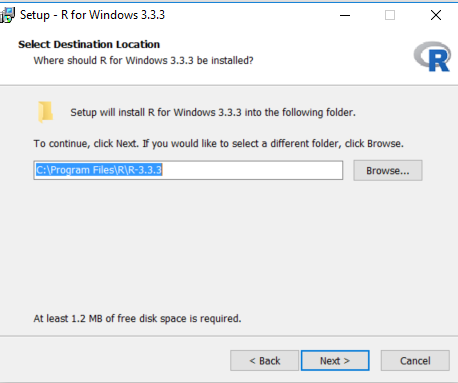 Setup - R for Windows 3.3.3
Select Destination Location
Where should R for Windows 3.3.3 be installed?
R
Setup will install R for Windows 3.3.3 into the following folder.
To continue, click Next. If you would like to select a different folder, click Browse.
C:\Program Files\R\R-3.3.3
Browse...
At least 1.2 MB of free disk space is required.
< Back
Next >
Cancel